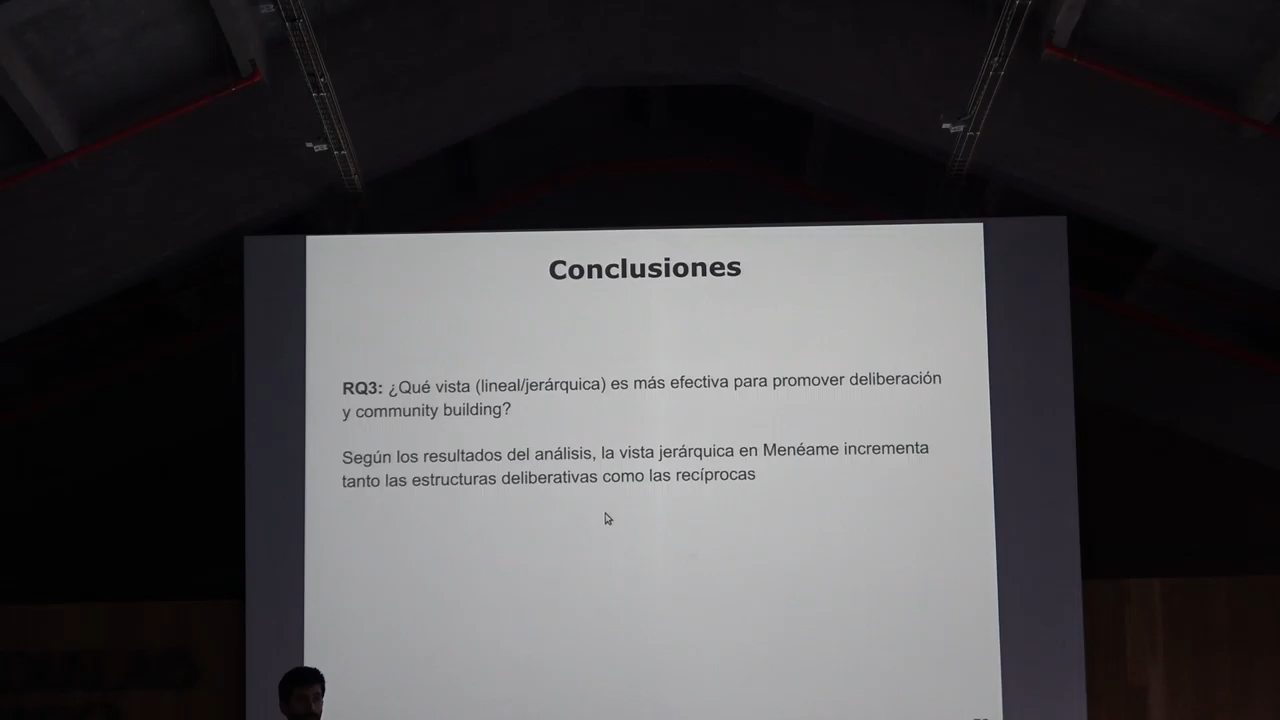 Conclusiones
RQ3: ¿Qué vista (lineal/jerárquica) es más efectiva para promover deliberación
y community building?
Según los resultados del análisis, la vista jerárquica en Menéame incrementa
tanto las estructuras deliberativas como las recíprocas